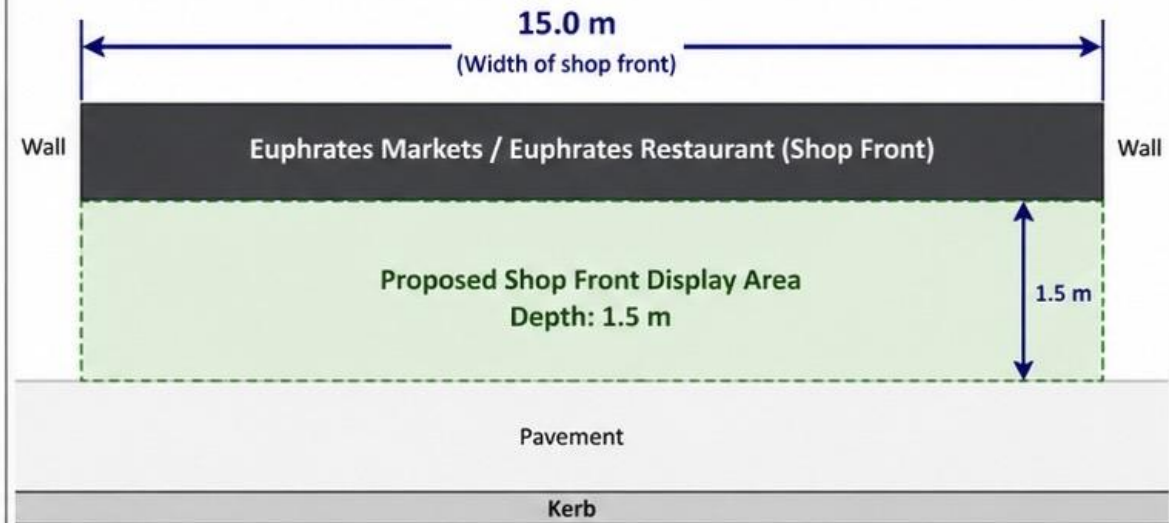 15.0 m
(Width of shop front)
Wall
Euphrates Markets / Euphrates Restaurant (Shop Front)
Wall
Proposed Shop Front Display Area
Depth: 1.5 m
1.5 m
Pavement
Kerb